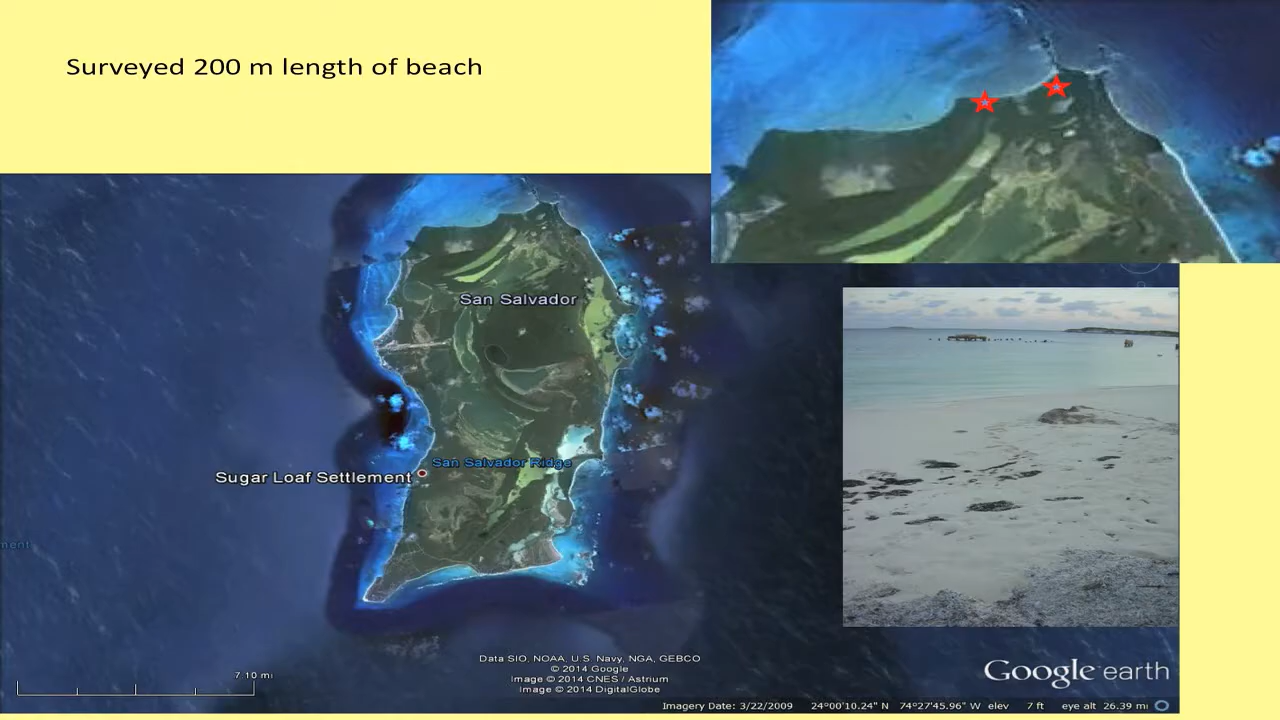 Surveyed 200 m length of beach
San Salvador
San Salvador Ridge
Sugar Loaf Settlement
ment
7.10 mi
Data SIO, NOAA, U.S. Navy, NGA, GEBCO
© 2014 Google
Image © 2014 CNES / Astrium
Image © 2014 DigitalGlobe
Google earth
Imagery Date: 3/22/2009 24°00'10.24" N 74°27'45.96" W elev 7 ft eye alt 26.39 mi